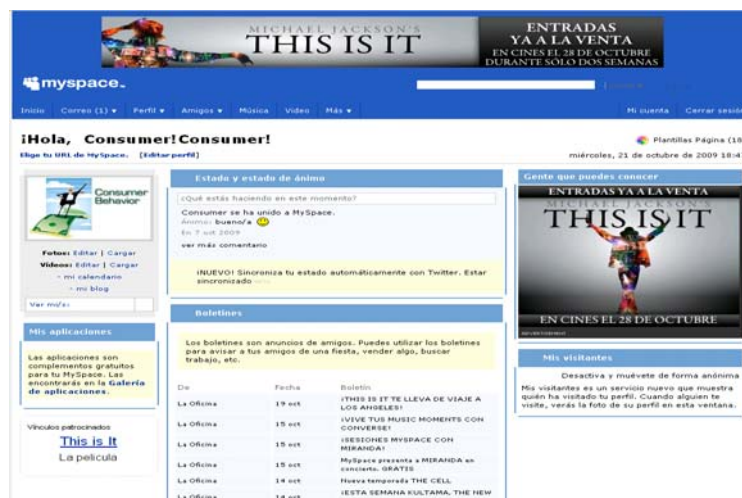 MICHAEL JACKSON'S
THIS IS IT
ENTRADAS
YA A LA VENTA
EN CINES EL 28 DE OCTUBRE
DURANTE SÓLO DOS SEMANAS
myspace.
Inicio Correo (1) Perfil Amigos Música Video Más Mi cuenta Cerrar sesión
¡Hola, Consumer!Consumer!
Plantillas Página (18
Elige tu URL de MySpace. [Editar perfil]
miércoles, 21 de octubre de 2009 18:4
Consumer
Behavior
Fotos: Editar | Cargar
Vídeos: Editar | Cargar
- mi calendario
- mi blog
Ver mi/s:
Mis aplicaciones
Las aplicaciones son
complementos gratuitos
para tu MySpace. Las
encontrarás en la Galería
de aplicaciones.
Vínculos patrocinados
This is It
La pelicula
Estado y estado de ánimo
¿Qué estás haciendo en este momento?
Consumer se ha unido a MySpace.
Ánimo: bueno/a
En 7 oct 2009
ver más comentario
¡NUEVO! Sincroniza tu estado automáticamente con Twitter. Estar
sincronizado
Boletines
Los boletines son anuncios de amigos. Puedes utilizar los boletines
para avisar a tus amigos de una fiesta, vender algo, buscar
trabajo, etc.
De Fecha Boletín
La Oficina 19 oct ¡THIS IS IT TE LLEVA DE VIAJE A
LOS ANGELES!
La Oficina 15 oct ¡VIVE TUS MUSIC MOMENTS CON
CONVERSE!
La Oficina 15 oct ¡SESIONES MYSPACE CON
MIRANDA!
La Oficina 15 oct MySpace presenta a MIRANDA en
concierto. GRATIS
La Oficina 14 oct Nueva temporada THE CELL
La Oficina 14 oct ¡ESTA SEMANA KULTAMA, THE NEW
Gente que puedes conocer
ENTRADAS YA A LA VENTA
MICHAEL JACKSON'S
THIS IS IT
EN CINES EL 28 DE OCTUBRE
Mis visitantes
Desactiva y muévete de forma anónima
Mis visitantes es un servicio nuevo que muestra
quién ha visitado tu perfil. Cuando alguien te
visite, verás la foto de su perfil en esta ventana.